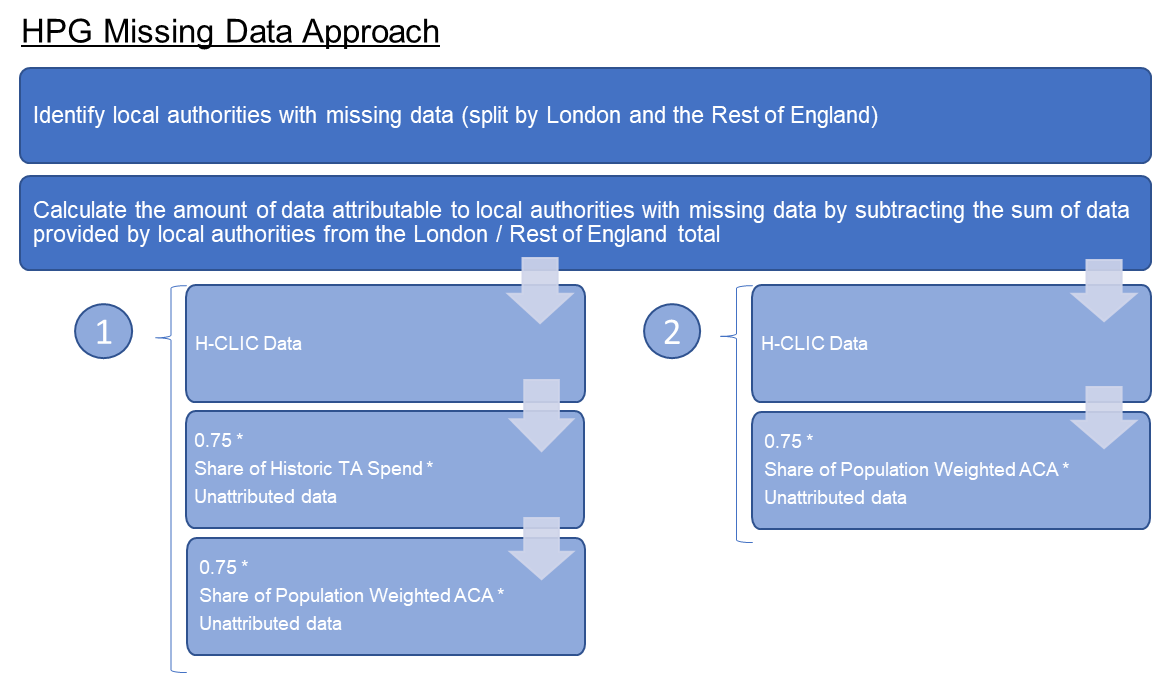 HPG Missing Data Approach
Identify local authorities with missing data (split by London and the Rest of England)
Calculate the amount of data attributable to local authorities with missing data by subtracting the sum of data
provided by local authorities from the London / Rest of England total
1
H-CLIC Data
0.75 *
Share of Historic TA Spend *
Unattributed data
0.75 *
Share of Population Weighted ACA *
Unattributed data
2
H-CLIC Data
0.75 *
Share of Population Weighted ACA *
Unattributed data